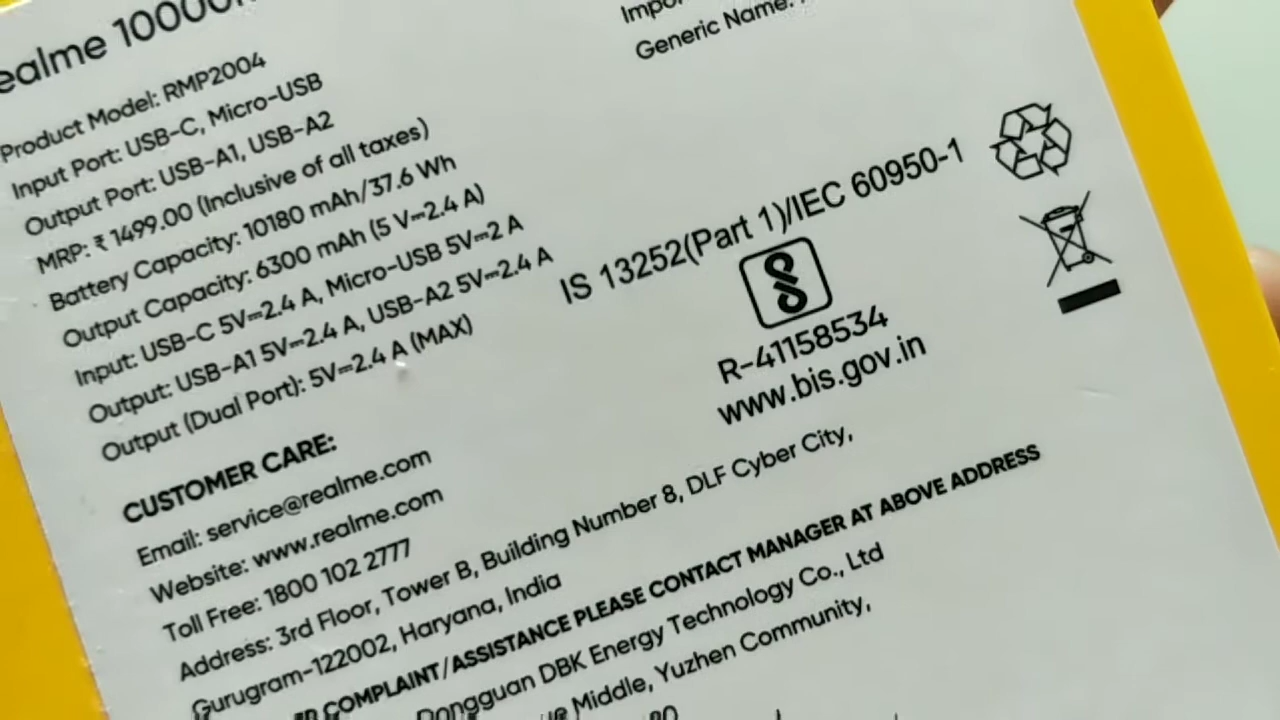 realme
Product Model: RMP2004
Input Port: USB-C, Micro-USB
Output Port: USB-A1, USB-A2
MRP: ₹ 1499.00 (Inclusive of all taxes)
Battery Capacity: 10180 mAh/37.6 Wh
Output Capacity: 6300 mAh (5 V⎓2.4 A)
Input: USB-C 5V⎓2.4 A, Micro-USB 5V⎓2 A
Output: USB-A1 5V⎓2.4 A, USB-A2 5V⎓2.4 A
Output (Dual Port): 5V⎓2.4 A (MAX)
Generic Name:
IS 13252(Part 1)/IEC 60950-1
R-41158534
www.bis.gov.in
CUSTOMER CARE:
Email: service@realme.com
Website: www.realme.com
Toll Free: 1800 102 2777
Address: 3rd Floor, Tower B, Building Number 8, DLF Cyber City,
Gurugram-122002, Haryana, India
COMPLAINT/ASSISTANCE PLEASE CONTACT MANAGER AT ABOVE ADDRESS
Dongguan DBK Energy Technology Co., Ltd
Middle, Yuzhen Community,